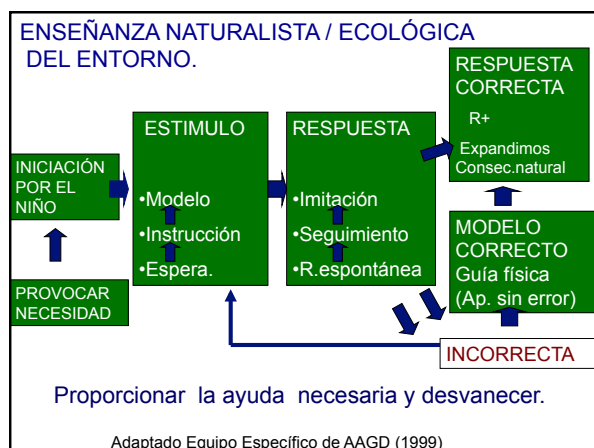 ENSEÑANZA NATURALISTA / ECOLÓGICA
DEL ENTORNO.
INICIACIÓN
POR EL
NIÑO
PROVOCAR
NECESIDAD
ESTIMULO
•Modelo
•Instrucción
•Espera.
RESPUESTA
•Imitación
•Seguimiento
•R.espontánea
RESPUESTA
CORRECTA
R+
Expandimos
Consec.natural
MODELO
CORRECTO
Guía física
(Ap. sin error)
INCORRECTA
Proporcionar la ayuda necesaria y desvanecer.
Adaptado Equipo Específico de AAGD (1999)